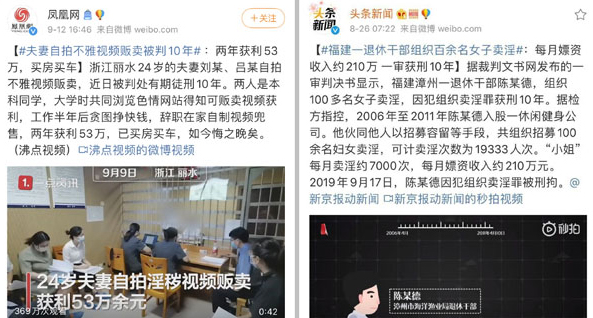 凤凰网
9-12 16:46 来自微博 weibo.com
+关注
【#夫妻自拍不雅视频贩卖被判10年#：两年获利53
万，买房买车】浙江丽水24岁的夫妻刘某、吕某自拍
不雅视频贩卖，近日被判处有期徒刑10年。两人是本
科同学，大学时共同浏览色情网站得知可贩卖视频获
利，工作半年后贪图挣快钱，辞职在家自制视频兜
售，两年获利53万，已买房买车，如今悔之晚矣。
（沸点视频）沸点视频的微博视频
一点资讯
9月9日 浙江 丽水
24岁夫妻自拍淫秽视频贩卖
获利53万余元
369万次观看
0:42
头条新闻
头条新闻
8-26 07:22 来自微博 weibo.com
【#福建一退休干部组织百余名女子卖淫#：每月嫖资
收入约210万 一审获刑10年】据裁判文书网发布的一
审判决书显示，福建漳州一退休干部陈某德，组织
100多名女子卖淫，因犯组织卖淫罪获刑10年。据检
方指控，2006年至2011年陈某德入股一休闲健身公
司。他伙同他人以招募容留等手段，共组织招募100
余名妇女卖淫，可计卖淫次数为19333人次。“小姐”
每月卖淫约7000次，每月嫖资收入约210万元。
2019年9月17日，陈某德因犯组织卖淫罪被刑拘。@
新京报动新闻 新京报动新闻的秒拍视频
秒拍
陈某德
漳州市海洋渔业局退休干部